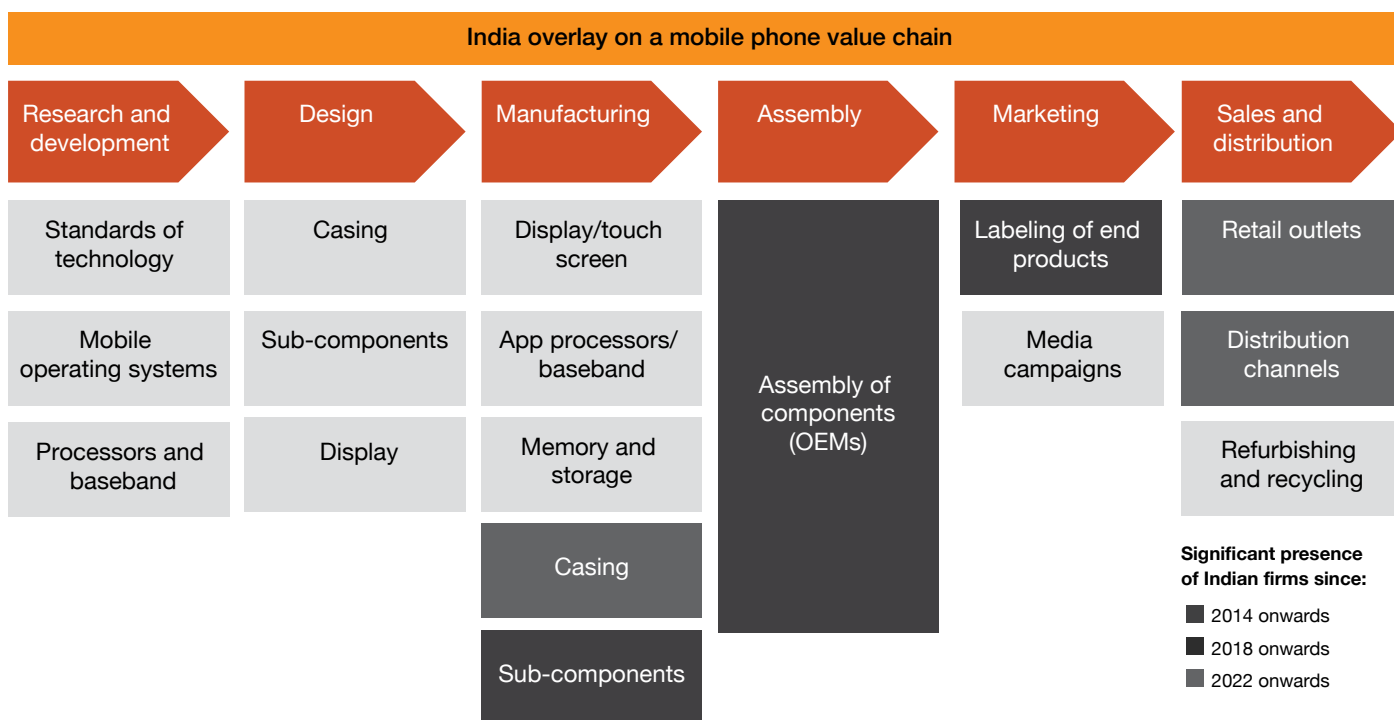 India overlay on a mobile phone value chain
Research and
development
Design
Manufacturing
Assembly
Marketing
Sales and
distribution
Standards of
technology
Mobile
operating systems
Processors and
baseband
Casing
Sub-components
Display
Display/touch
screen
App processors/
baseband
Memory and
storage
Casing
Sub-components
Assembly of
components
(OEMs)
Labeling of end
products
Media
campaigns
Retail outlets
Distribution
channels
Refurbishing
and recycling
Significant presence
of Indian firms since:
2014 onwards
2018 onwards
2022 onwards